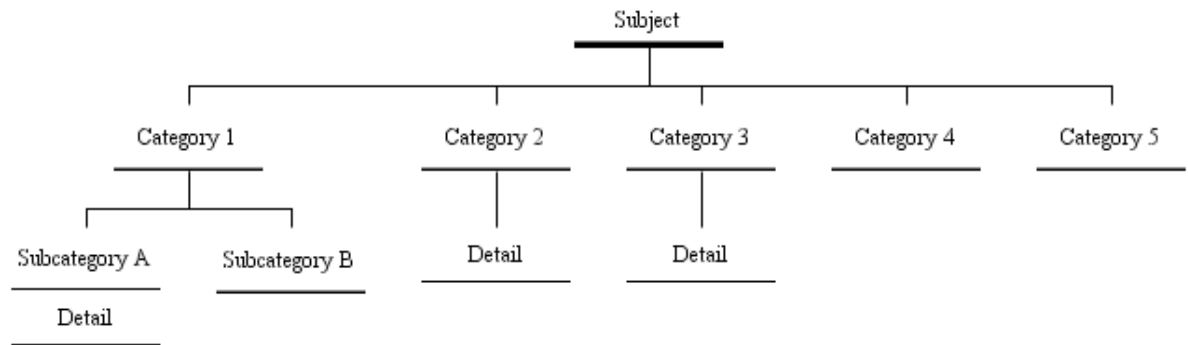 Subject
Category 1
Category 2
Category 3
Category 4
Category 5
Subcategory A
Subcategory B
Detail
Detail
Detail